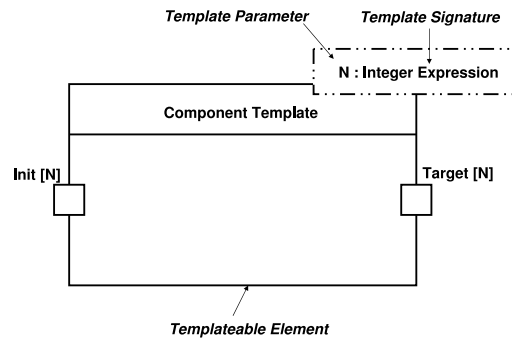 Template Parameter
Template Signature
N : Integer Expression
Component Template
Init [N]
Target [N]
Templateable Element